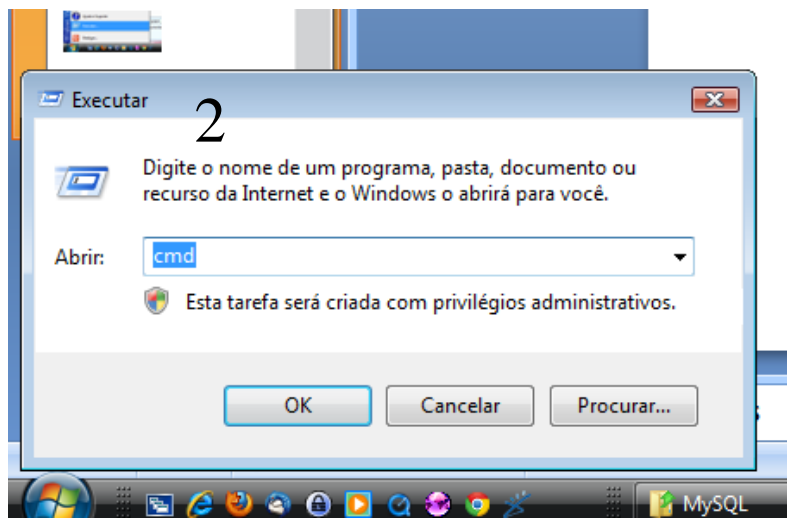 Executar
2
Digite o nome de um programa, pasta, documento ou
recurso da Internet e o Windows o abrirá para você.
Abrir:
cmd
Esta tarefa será criada com privilégios administrativos.
OK
Cancelar
Procurar...
MySQL